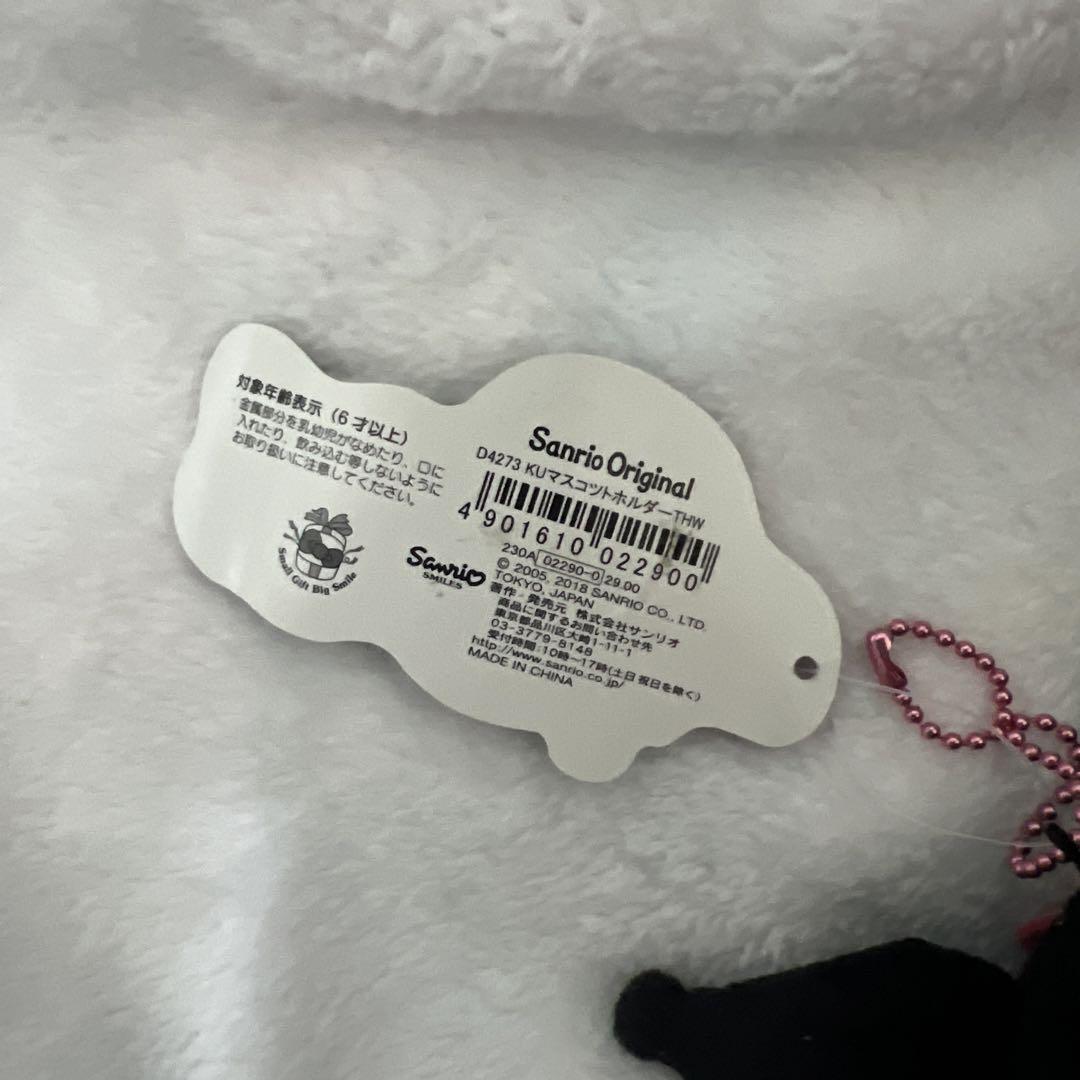 対象年齢表示（6才以上）
金属部分を乳幼児がなめたり、口に
入れたり、飲み込む等しないように
お取り扱いに注意してください。
Small Gift Big Smile
Sanrio
SMILES
Sanrio Original
D4273 KUマスコットホルダーTHW
4 901610 022900
230A 02290-0 29.00
© 2005, 2018 SANRIO CO., LTD.
TOKYO, JAPAN
著作・発売元 株式会社サンリオ
商品に関するお問い合わせ先
東京都品川区大崎1-11-1
03-3779-8148
受付時間:10時～17時(土日祝日を除く)
http://www.sanrio.co.jp/
MADE IN CHINA